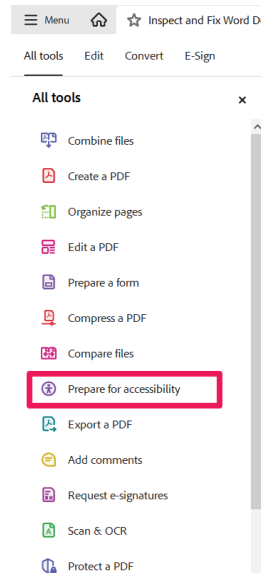 Menu Inspect and Fix Word D
All tools Edit Convert E-Sign
All tools
Combine files
Create a PDF
Organize pages
Edit a PDF
Prepare a form
Compress a PDF
Compare files
Prepare for accessibility
Export a PDF
Add comments
Request e-signatures
Scan & OCR
Protect a PDF